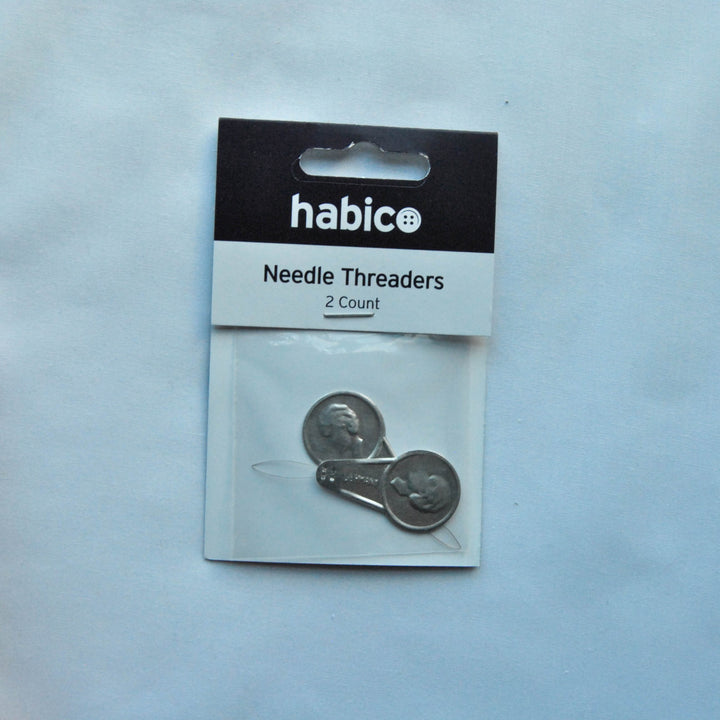 habico
Needle Threaders
2 Count